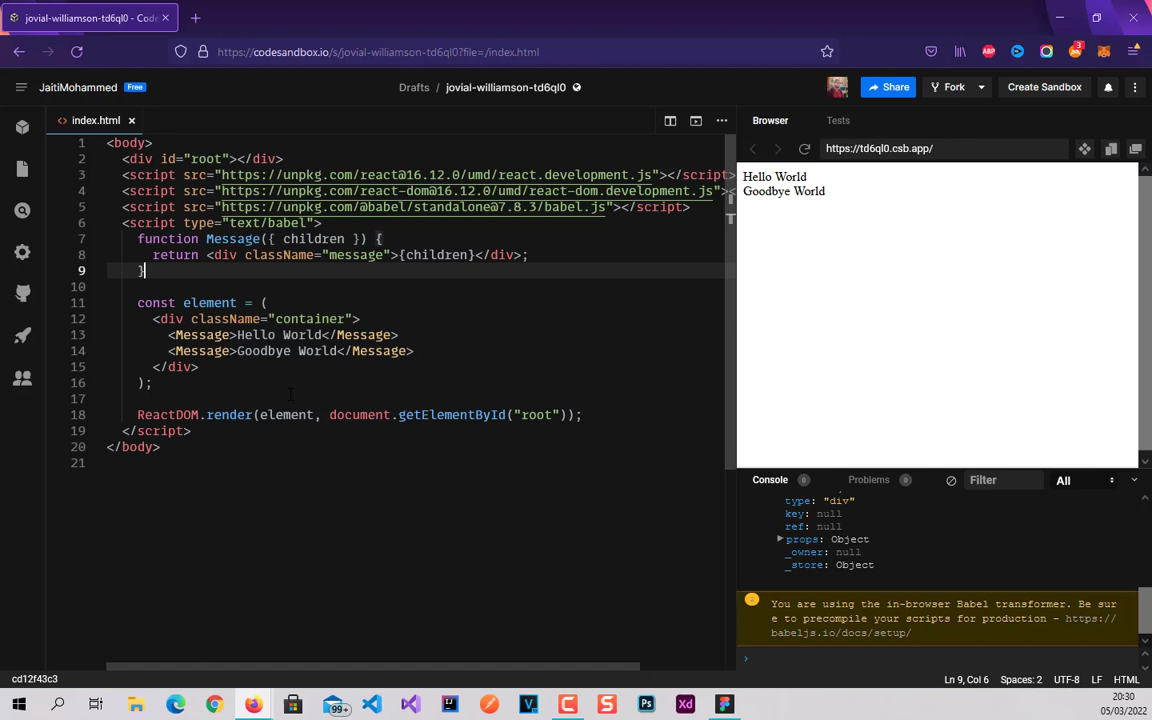 jovial-williamson-td6ql0 - Code
https://codesandbox.io/s/jovial-williamson-td6ql0?file=/index.html
ABP
3
JaitiMohammed Free
Drafts / jovial-williamson-td6ql0
Share
Fork
Create Sandbox
<> index.html
Browser
Tests
https://td6ql0.csb.app/
1 <body>
2 <div id="root"></div>
3 <script src="https://unpkg.com/react@16.12.0/umd/react.development.js"></script>
4 <script src="https://unpkg.com/react-dom@16.12.0/umd/react-dom.development.js"><
5 <script src="https://unpkg.com/@babel/standalone@7.8.3/babel.js"></script>
6 <script type="text/babel">
7 function Message({ children }) {
8 return <div className="message">{children}</div>;
9 }
10
11 const element = (
12 <div className="container">
13 <Message>Hello World</Message>
14 <Message>Goodbye World</Message>
15 </div>
16 );
17
18 ReactDOM.render(element, document.getElementById("root"));
19 </script>
20 </body>
21
Hello World
Goodbye World
Console 0 Problems 0 Filter All
type: "div"
key: null
ref: null
props: Object
_owner: null
_store: Object
You are using the in-browser Babel transformer. Be sur
e to precompile your scripts for production - https://
babeljs.io/docs/setup/
cd12f43c3
Ln 9, Col 6 Spaces: 2 UTF-8 LF HTML
99+
Ps
Xd
20:30
05/03/2022